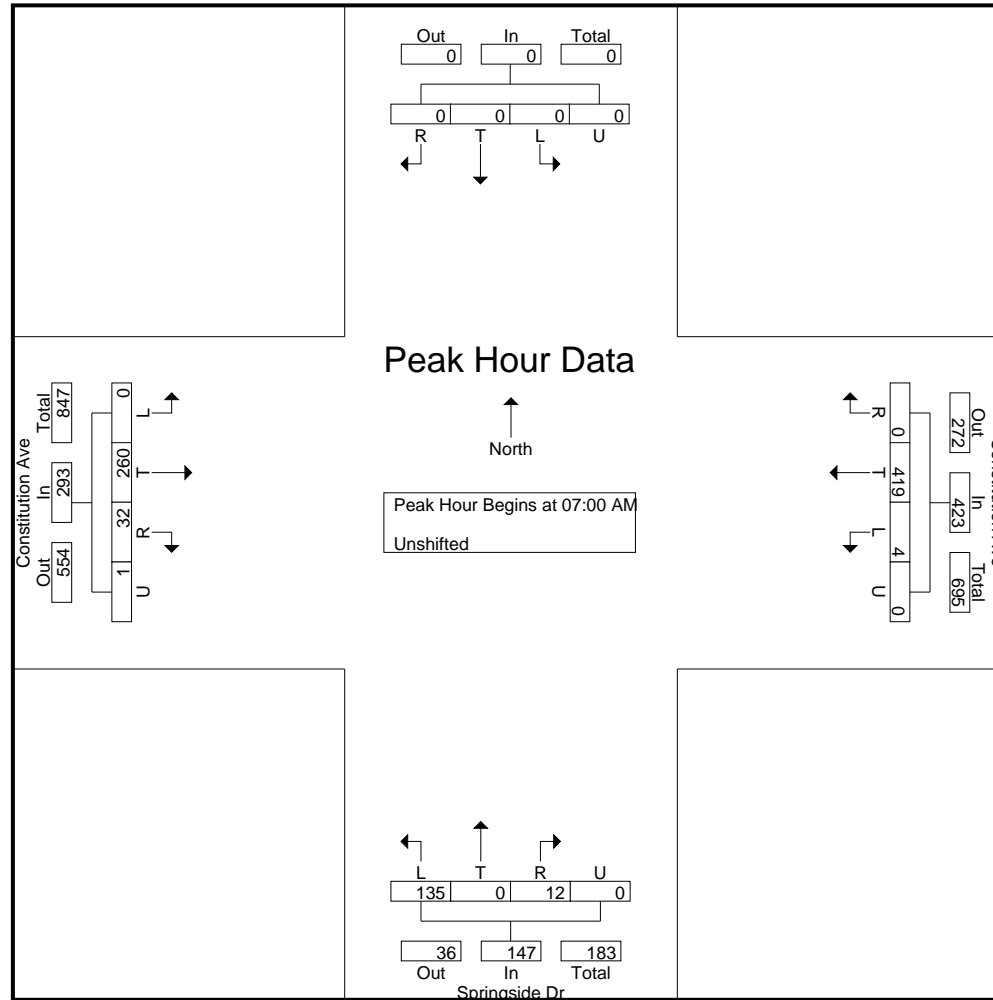 Out In Total
0 0 0
0 0 0 0
R T L U
Peak Hour Data
North
Peak Hour Begins at 07:00 AM
Unshifted
Constitution Ave
Total In Out
847 293 554
0 260 32 1
L T R U
R T L U
0 419 4 0
Out In Total
272 423 695
L T R U
135 0 12 0
36 147 183
Out In Total
Springside Dr